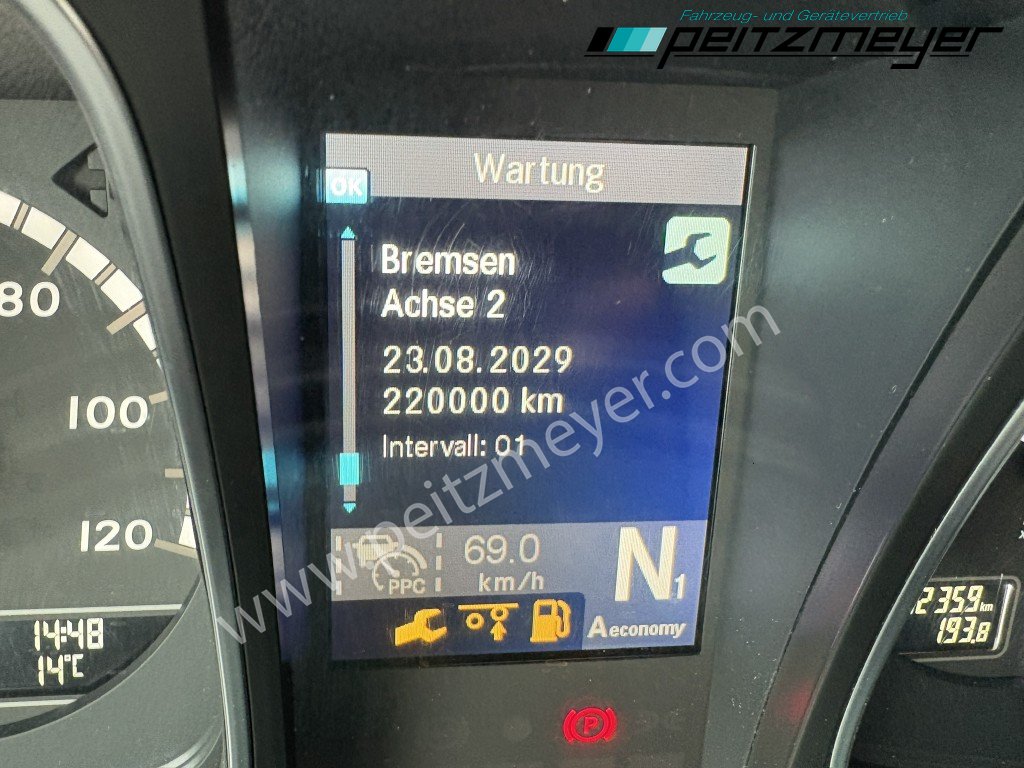 Fahrzeug- und Gerätevertrieb
peitzmeyer
Wartung
OK
Bremsen
Achse 2
23.08.2029
220000 km
Intervall: 01
80
100
120
PPC
69.0
km/h
N1
Aeconomy
14:48
14°C
193.8
km
P
www.peitzmeyer.com